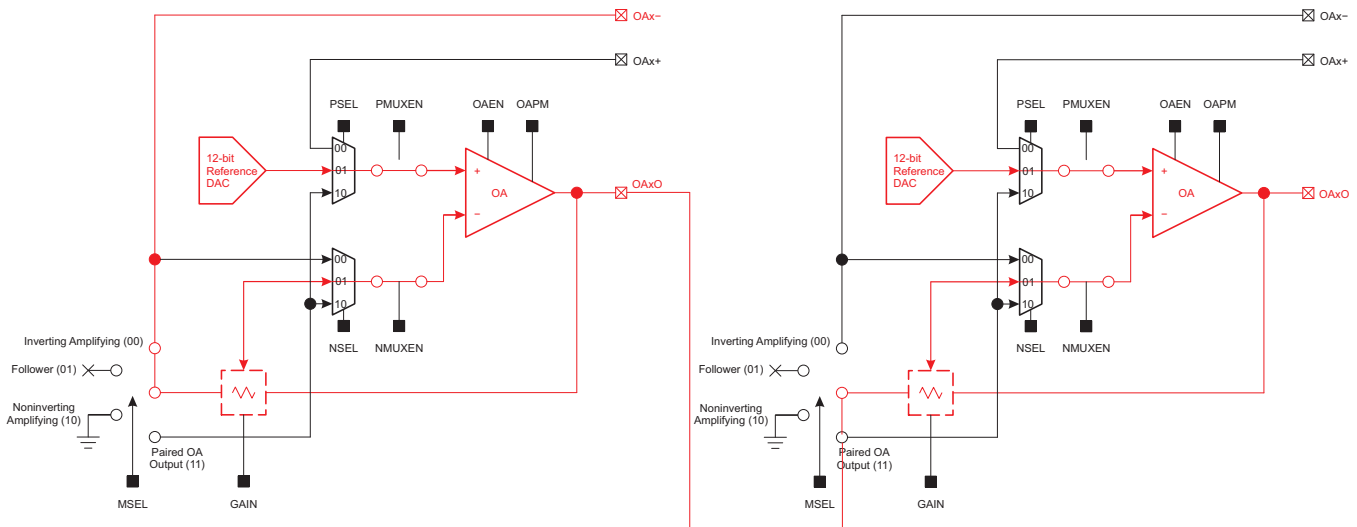 OAx−
OAx+
PSEL
PMUXEN
OAEN
OAPM
12-bit
Reference
DAC
00
01
10
+
OA
−
OAxO
00
01
10
NSEL
NMUXEN
Inverting Amplifying (00)
Follower (01)
Noninverting
Amplifying (10)
Paired OA
Output (11)
MSEL
GAIN
OAx−
OAx+
PSEL
PMUXEN
OAEN
OAPM
12-bit
Reference
DAC
00
01
10
+
OA
−
OAxO
00
01
10
NSEL
NMUXEN
Inverting Amplifying (00)
Follower (01)
Noninverting
Amplifying (10)
Paired OA
Output (11)
MSEL
GAIN